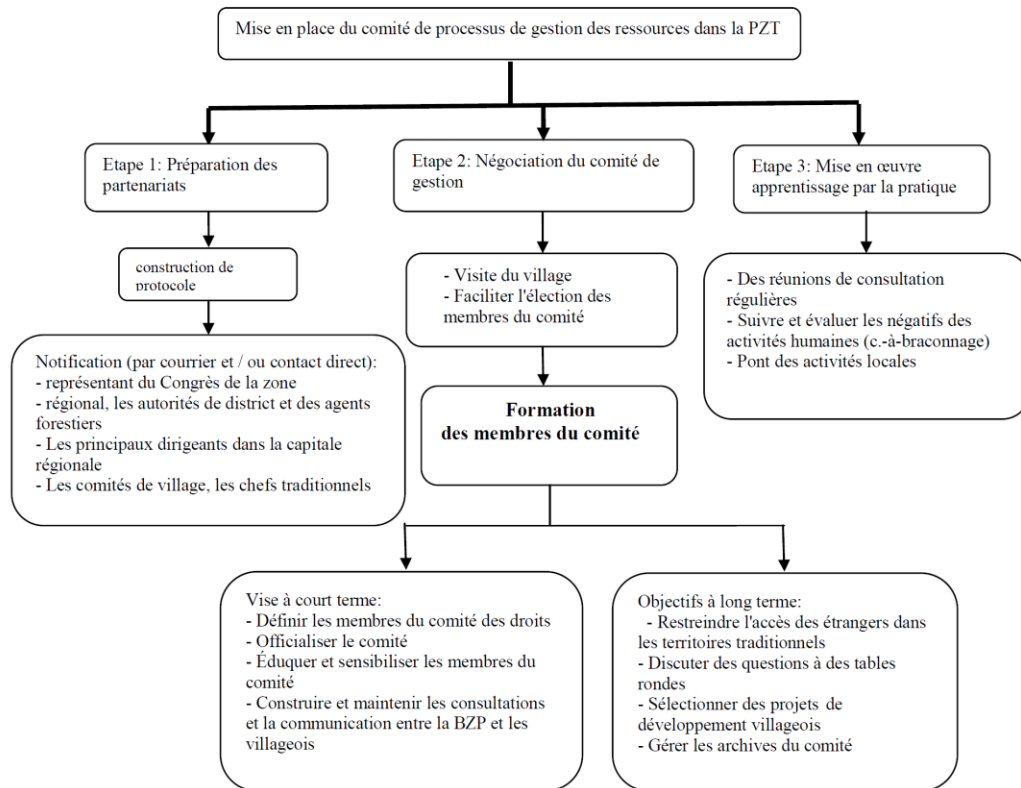 Mise en place du comité de processus de gestion des ressources dans la PZT
Etape 1: Préparation des
partenariats
Etape 2: Négociation du comité de
gestion
Etape 3: Mise en œuvre
apprentissage par la pratique
construction de
protocole
- Visite du village
- Faciliter l'élection des
membres du comité
- Des réunions de consultation
régulières
- Suivre et évaluer les négatifs des
activités humaines (c.-à-braconnage)
- Pont des activités locales
Notification (par courrier et / ou contact direct):
- représentant du Congrès de la zone
- régional, les autorités de district et des agents
forestiers
- Les principaux dirigeants dans la capitale
régionale
- Les comités de village, les chefs traditionnels
Formation
des membres du comité
Vise à court terme:
- Définir les membres du comité des droits
- Officialiser le comité
- Éduquer et sensibiliser les membres du
comité
- Construire et maintenir les consultations
et la communication entre la BZP et les
villageois
Objectifs à long terme:
- Restreindre l'accès des étrangers dans
les territoires traditionnels
- Discuter des questions à des tables
rondes
- Sélectionner des projets de
développement villageois
- Gérer les archives du comité